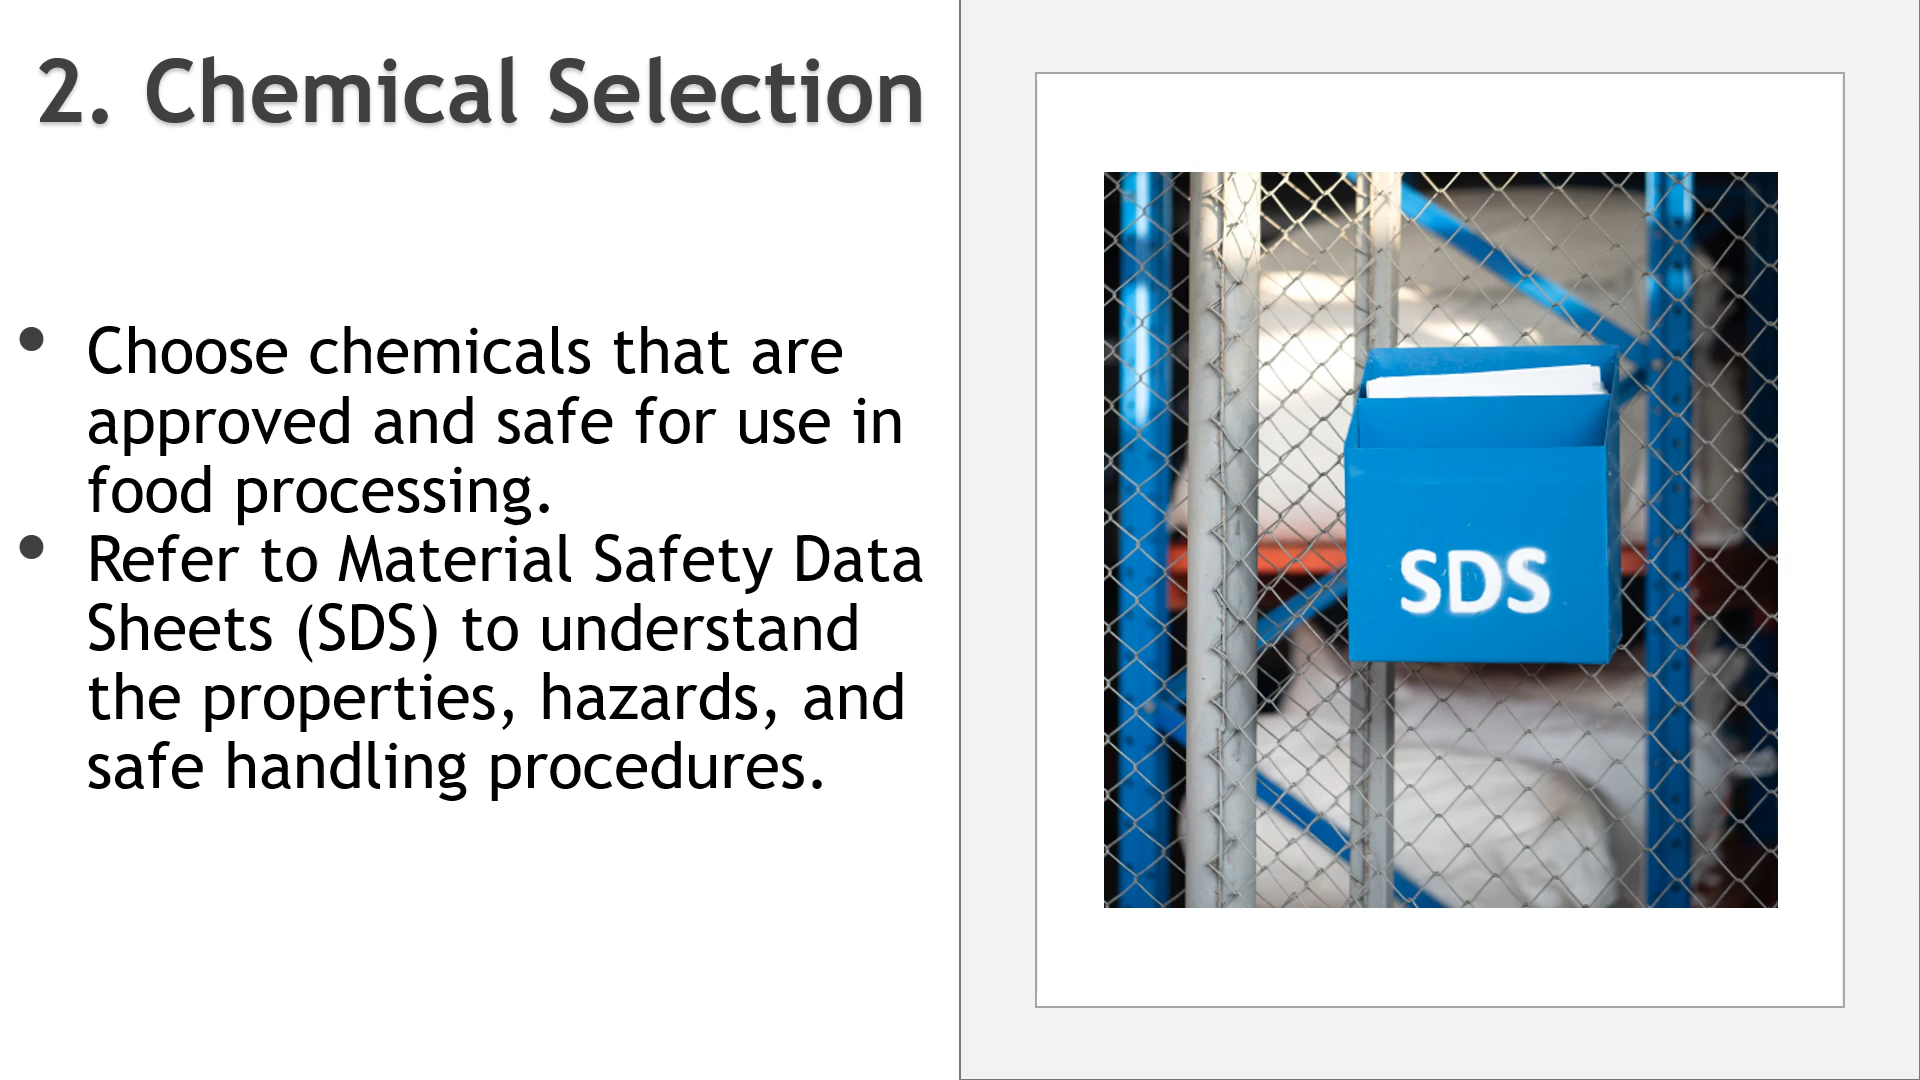 2. Chemical Selection
• Choose chemicals that are
approved and safe for use in
food processing.
• Refer to Material Safety Data
Sheets (SDS) to understand
the properties, hazards, and
safe handling procedures.
SDS